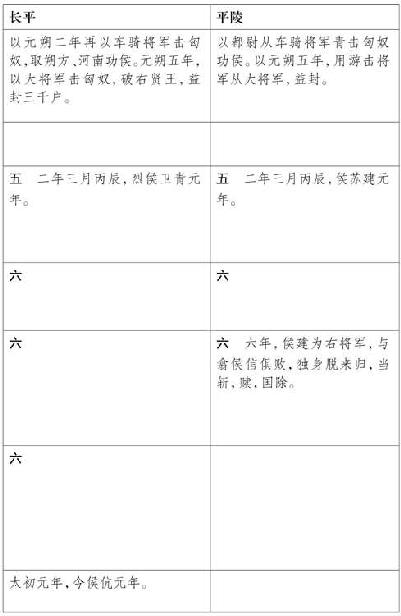 长平
平陵
以元朔二年再以车骑将军击匈
奴,取朔方、河南功侯。元朔五年,
以大将军击匈奴,破右贤王,益
封三千户。
以都尉从车骑将军青击匈奴
功侯。以元朔五年,用游击将
军从大将军,益封。
五 二年三月丙辰,烈侯卫青元
年。
五 二年三月丙辰,侯苏建元
年。
六
六
六
六 六年,侯建为右将军,与
翕侯信俱败,独身脱来归,当
斩,赎,国除。
六
太初元年,今侯伉元年。